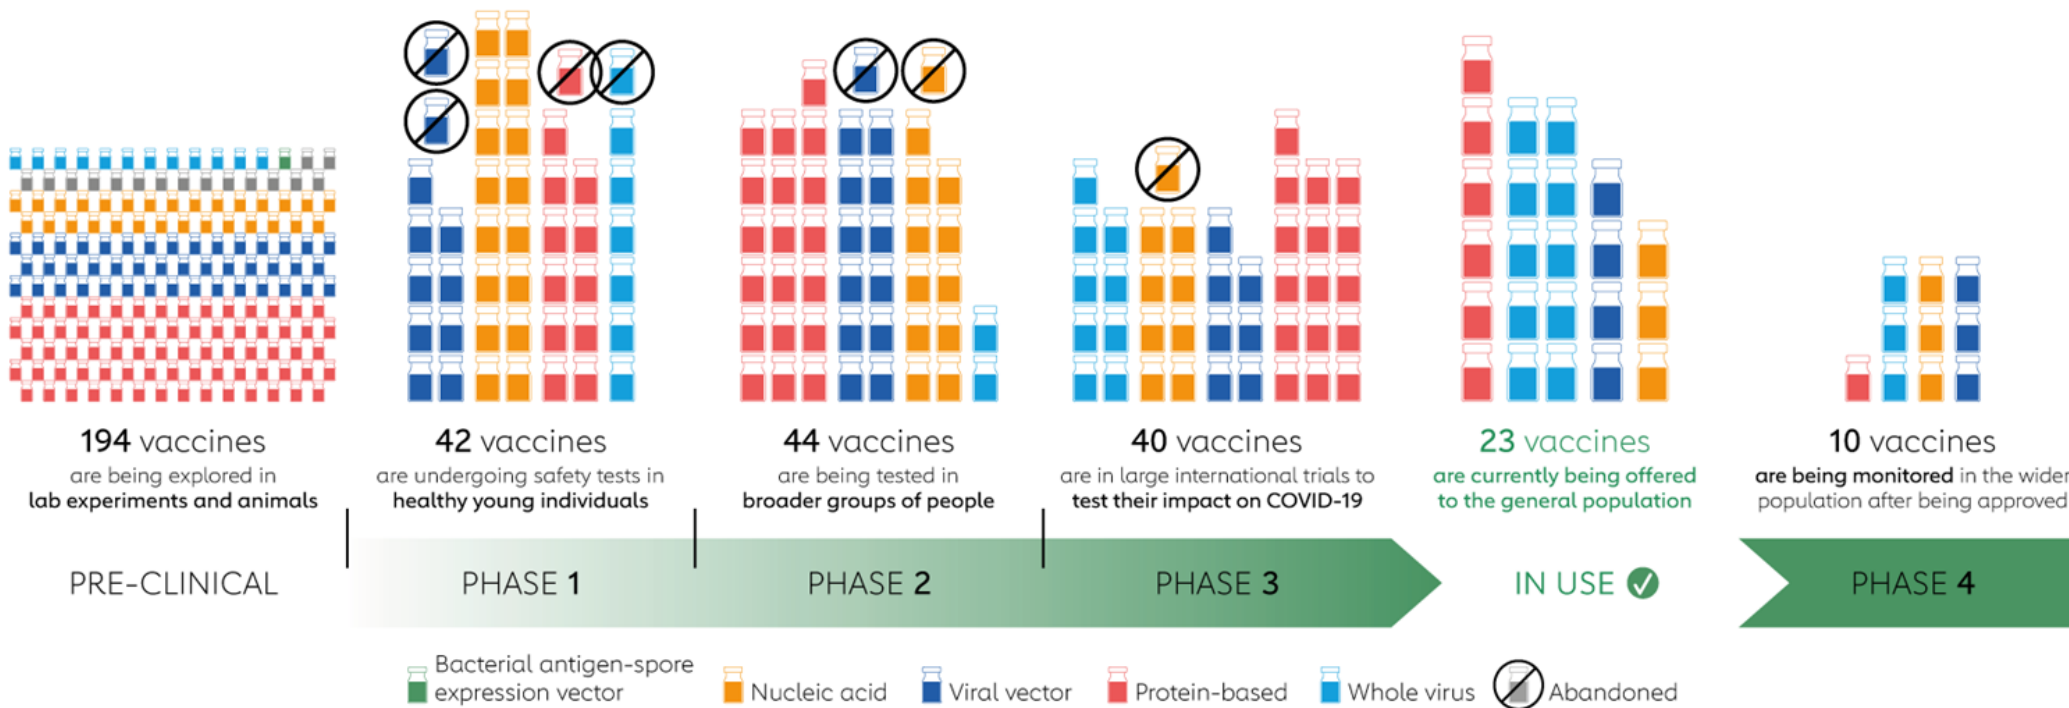 194 vaccines
are being explored in
lab experiments and animals
42 vaccines
are undergoing safety tests in
healthy young individuals
44 vaccines
are being tested in
broader groups of people
40 vaccines
are in large international trials to
test their impact on COVID-19
23 vaccines
are currently being offered
to the general population
10 vaccines
are being monitored in the wider
population after being approved
PRE-CLINICAL
PHASE 1
PHASE 2
PHASE 3
IN USE
PHASE 4
Bacterial antigen-spore
expression vector
Nucleic acid
Viral vector
Protein-based
Whole virus
Abandoned